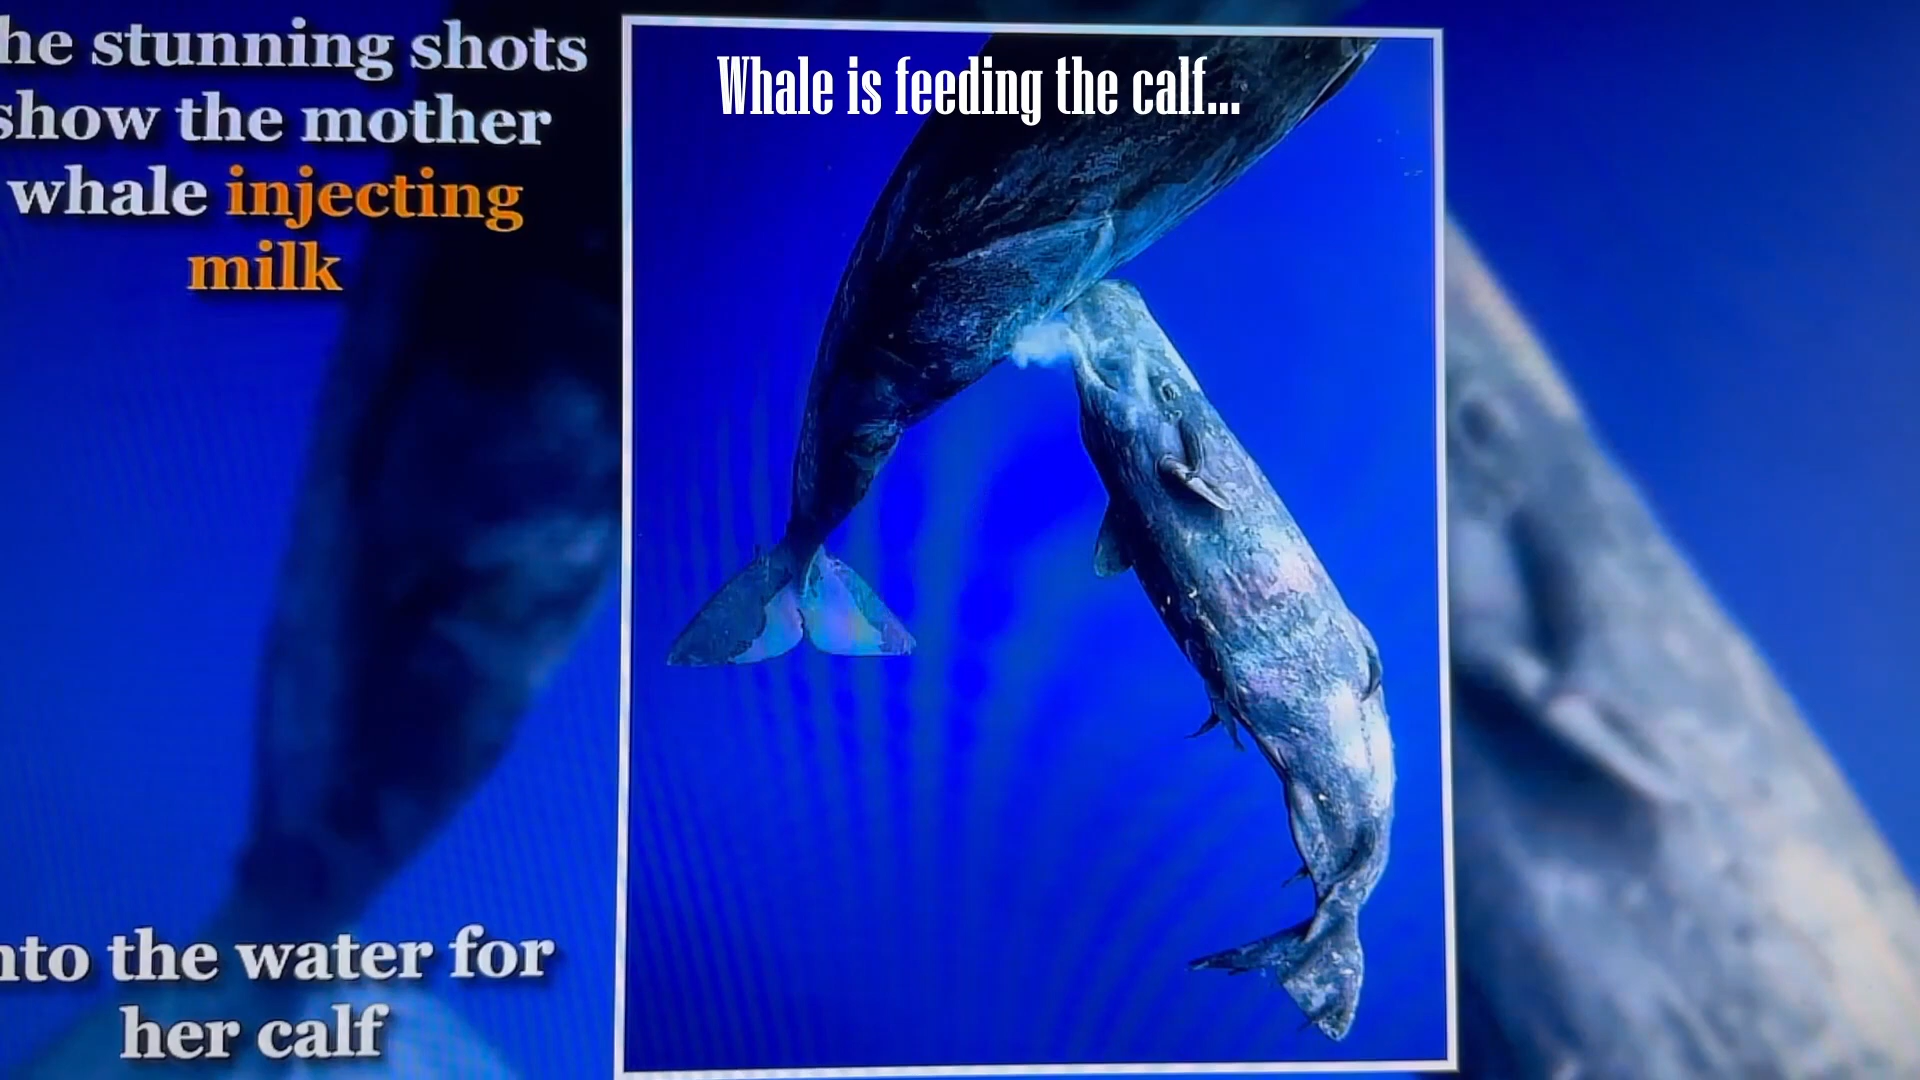 he stunning shots
show the mother
whale injecting
milk
nto the water for
her calf
Whale is feeding the calf...